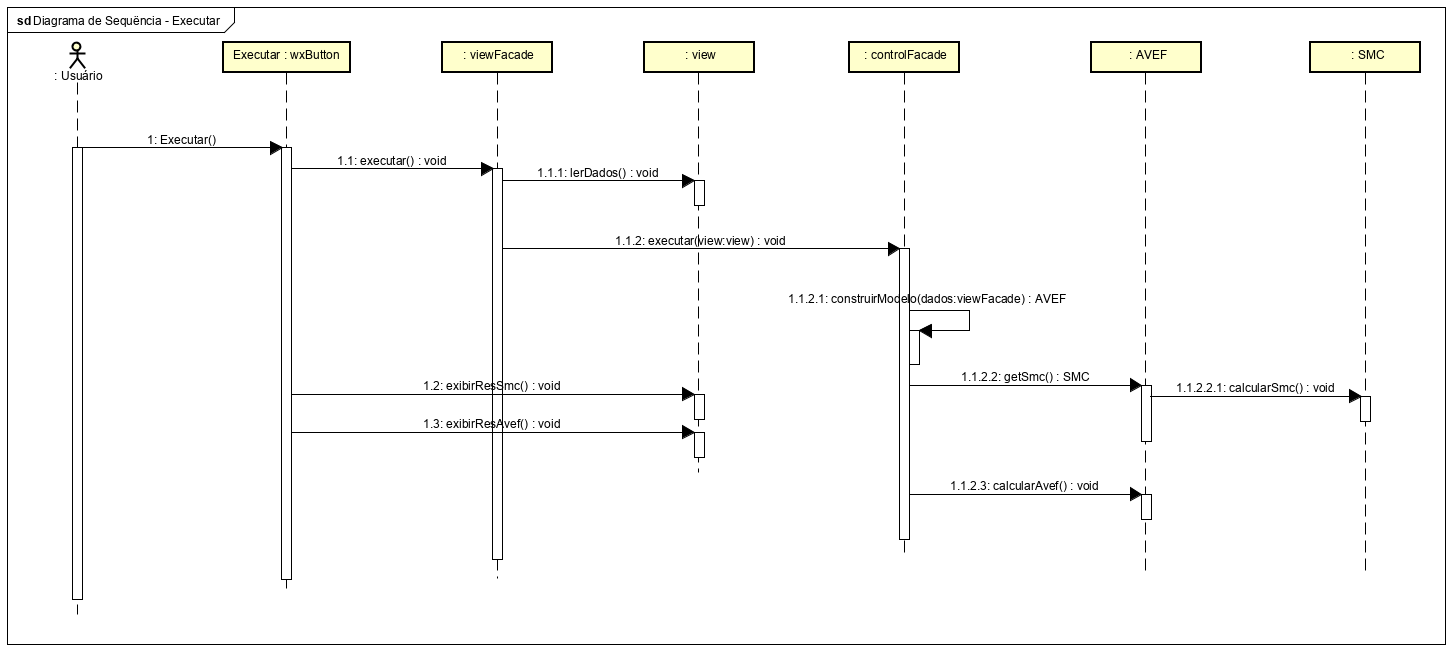 sd Diagrama de Sequência - Executar
: Usuário
Executar : wxButton
: viewFacade
: view
: controlFacade
: AVEF
: SMC
1: Executar()
1.1: executar() : void
1.1.1: lerDados() : void
1.1.2: executar(view:view) : void
1.1.2.1: construirModelo(dados:viewFacade) : AVEF
1.1.2.2: getSmc() : SMC
1.1.2.2.1: calcularSmc() : void
1.2: exibirResSmc() : void
1.3: exibirResAvef() : void
1.1.2.3: calcularAvef() : void